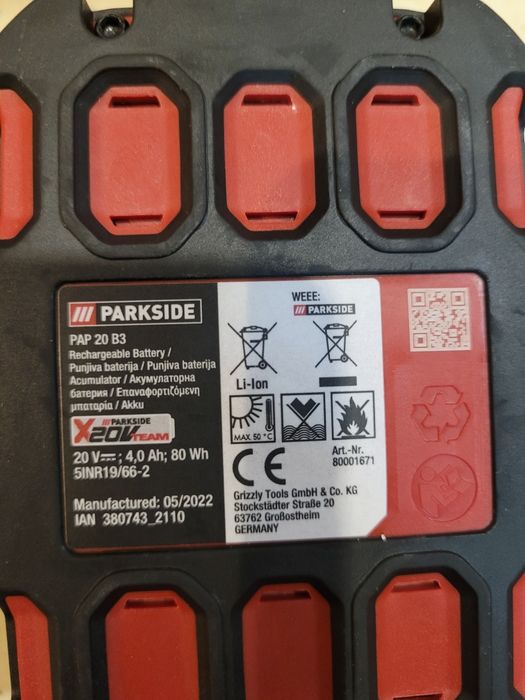 PARKSIDE
PAP 20 B3
Rechargeable Battery /
Punjiva baterija / Punjiva baterija
Acumulator / Акумулаторна
батерия / Επαναφορτιζόμενη
μπαταρία / Akku
PARKSIDE
X20V TEAM
20 V ; 4,0 Ah; 80 Wh
5INR19/66-2
Manufactured: 05/2022
IAN 380743_2110
WEEE:
PARKSIDE
Li-Ion
MAX. 50 °C
CE
Art.-Nr.
80001671
Grizzly Tools GmbH & Co. KG
Stockstädter Straße 20
63762 Großostheim
GERMANY